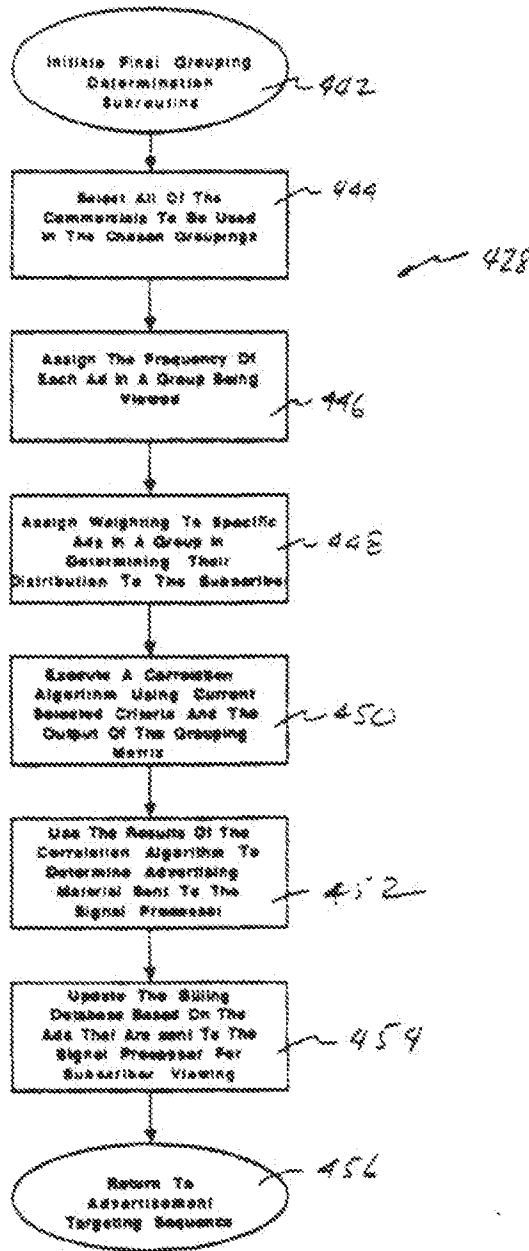 Initiate Final Grouping
Determination
Subroutine
442
Select All Of The
Commercials To Be Used
In The Chosen Groupings
444
428
Assign The Frequency Of
Each Ad In A Group Being
Viewed
446
Assign Weighting To Specific
Ads In A Group In
Determining Their
Distribution To The Subscriber
448
Execute A Correlation
Algorithm Using Current
Selected Criteria And The
Output Of The Grouping
Matrix
450
Use The Results Of The
Correlation Algorithm To
Determine Advertising
Material Sent To The
Signal Processor
452
Update The Billing
Database Based On The
Ads That Are sent To The
Signal Processor For
Subscriber Viewing
454
Return To
Advertisement
Targeting Sequence
456